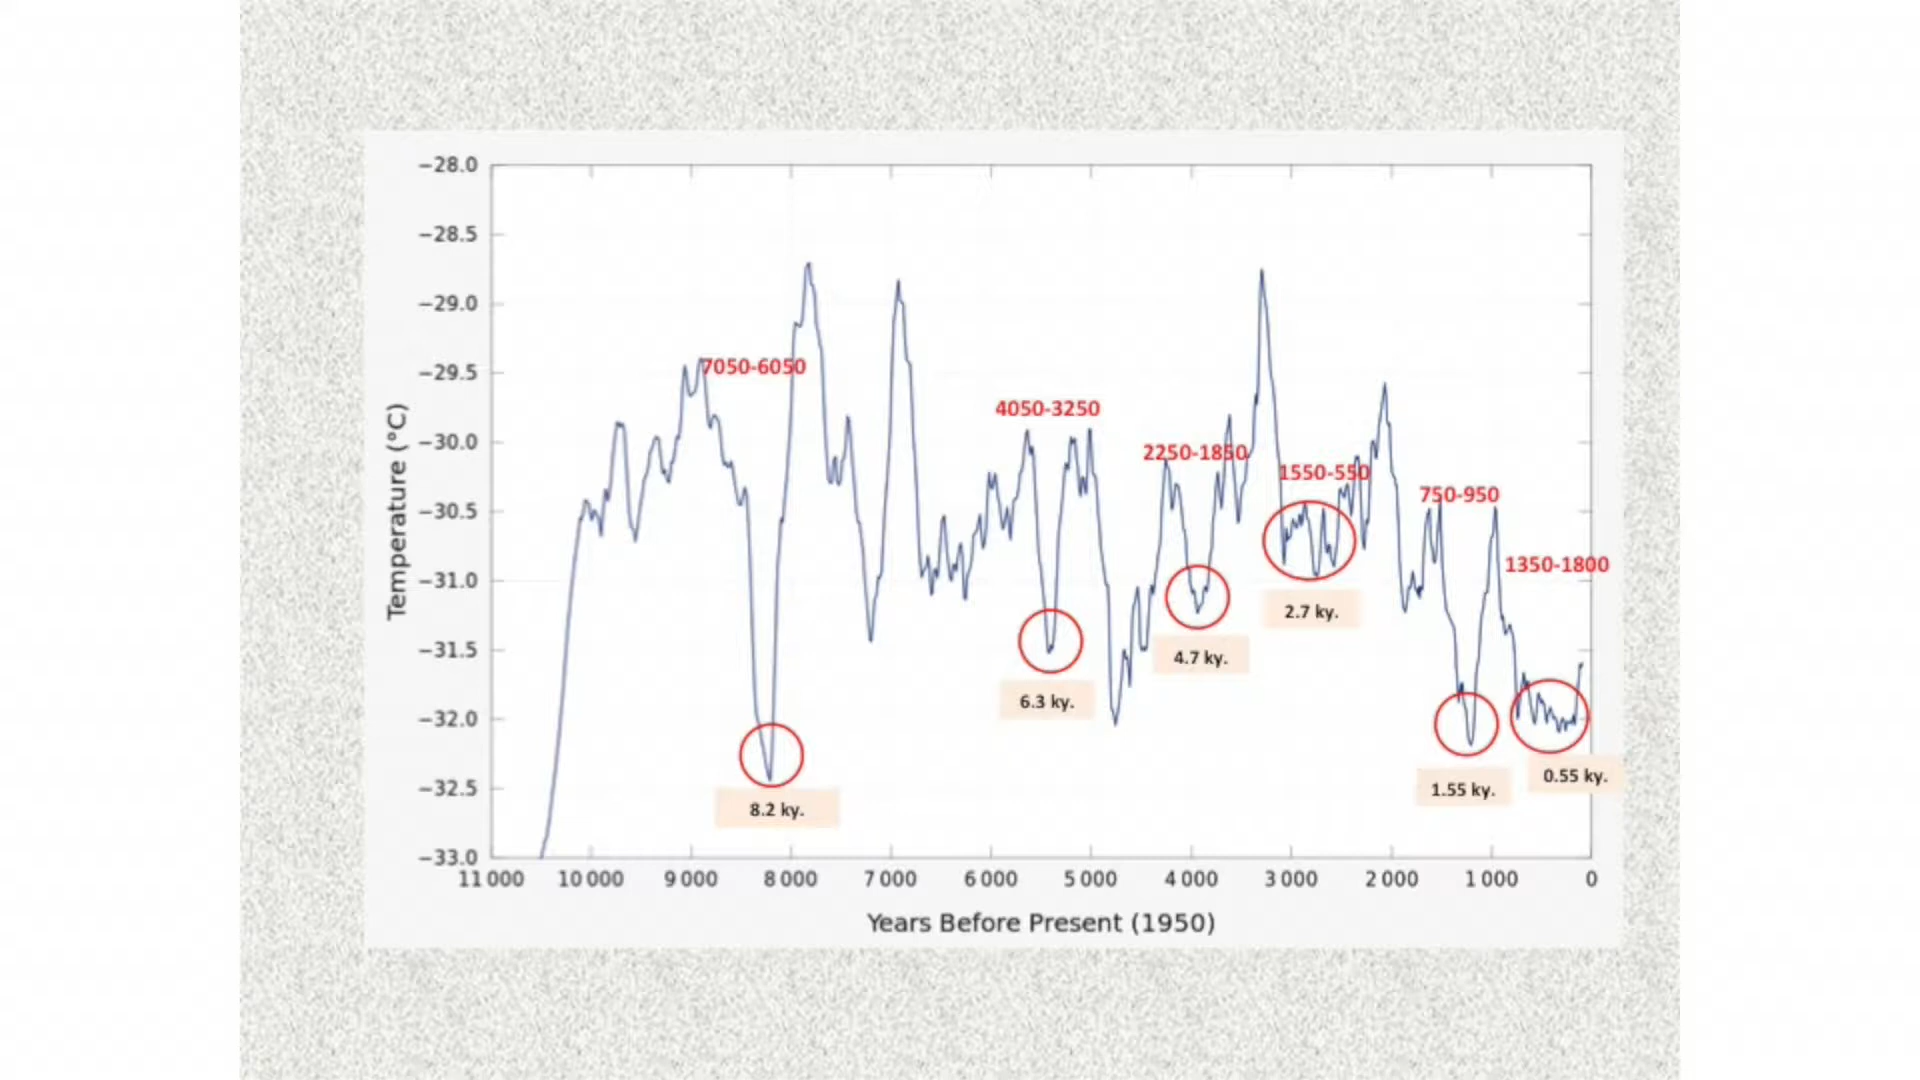 −28.0
−28.5
−29.0
−29.5
−30.0
−30.5
−31.0
−31.5
−32.0
−32.5
−33.0
Temperature (°C)
7050-6050
4050-3250
2250-1850
1550-550
750-950
1350-1800
2.7 ky.
4.7 ky.
6.3 ky.
0.55 ky.
1.55 ky.
8.2 ky.
11 000 10 000 9 000 8 000 7 000 6 000 5 000 4 000 3 000 2 000 1 000 0
Years Before Present (1950)